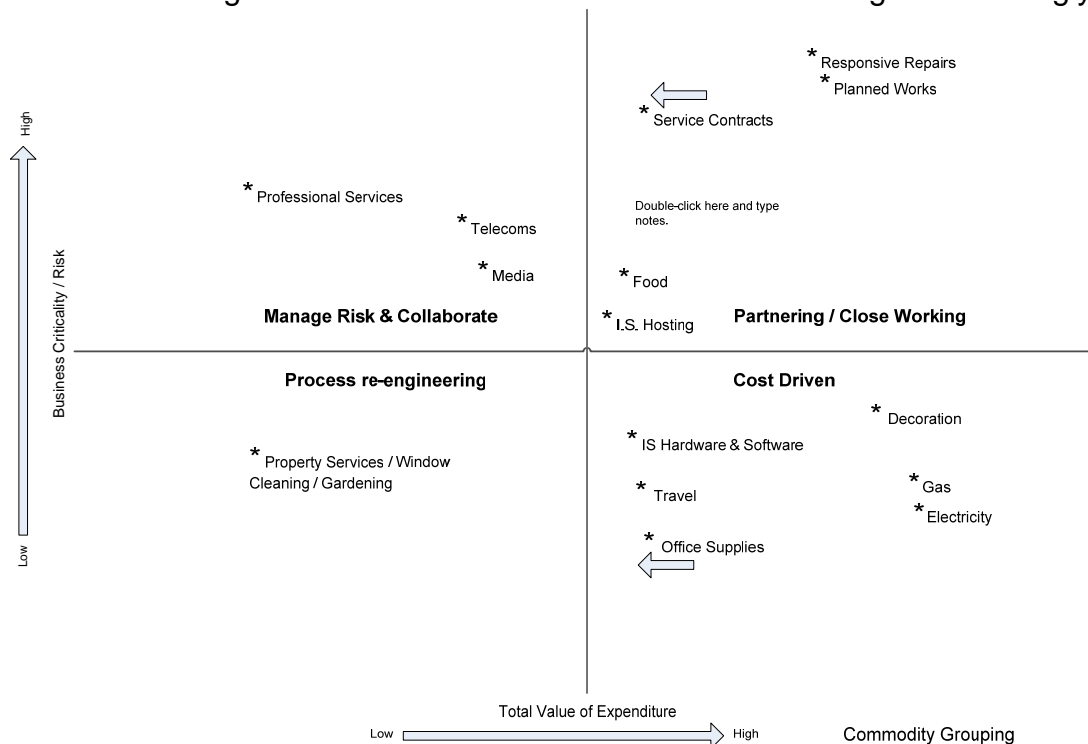 High
* Responsive Repairs
* Planned Works
* Service Contracts
* Professional Services
Double-click here and type
notes.
* Telecoms
* Media
* Food
Business Criticality / Risk
Manage Risk & Collaborate
* I.S. Hosting
Partnering / Close Working
Process re-engineering
Cost Driven
* Decoration
* IS Hardware & Software
* Property Services / Window
Cleaning / Gardening
* Travel
* Gas
* Electricity
* Office Supplies
Low
Total Value of Expenditure
Low
High
Commodity Grouping